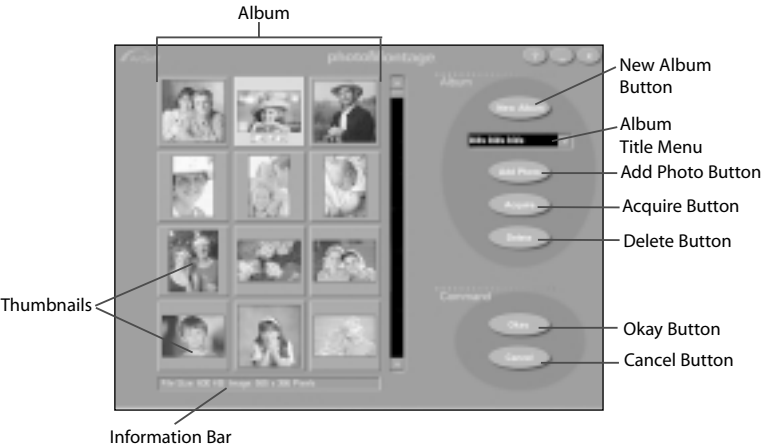 Album
photomontage
Album
New Album
New Album
Button
Album
Title Menu
Add Photo
Add Photo Button
Acquire
Acquire Button
Delete
Delete Button
Thumbnails
Command
Okay
Okay Button
Cancel
Cancel Button
Information Bar